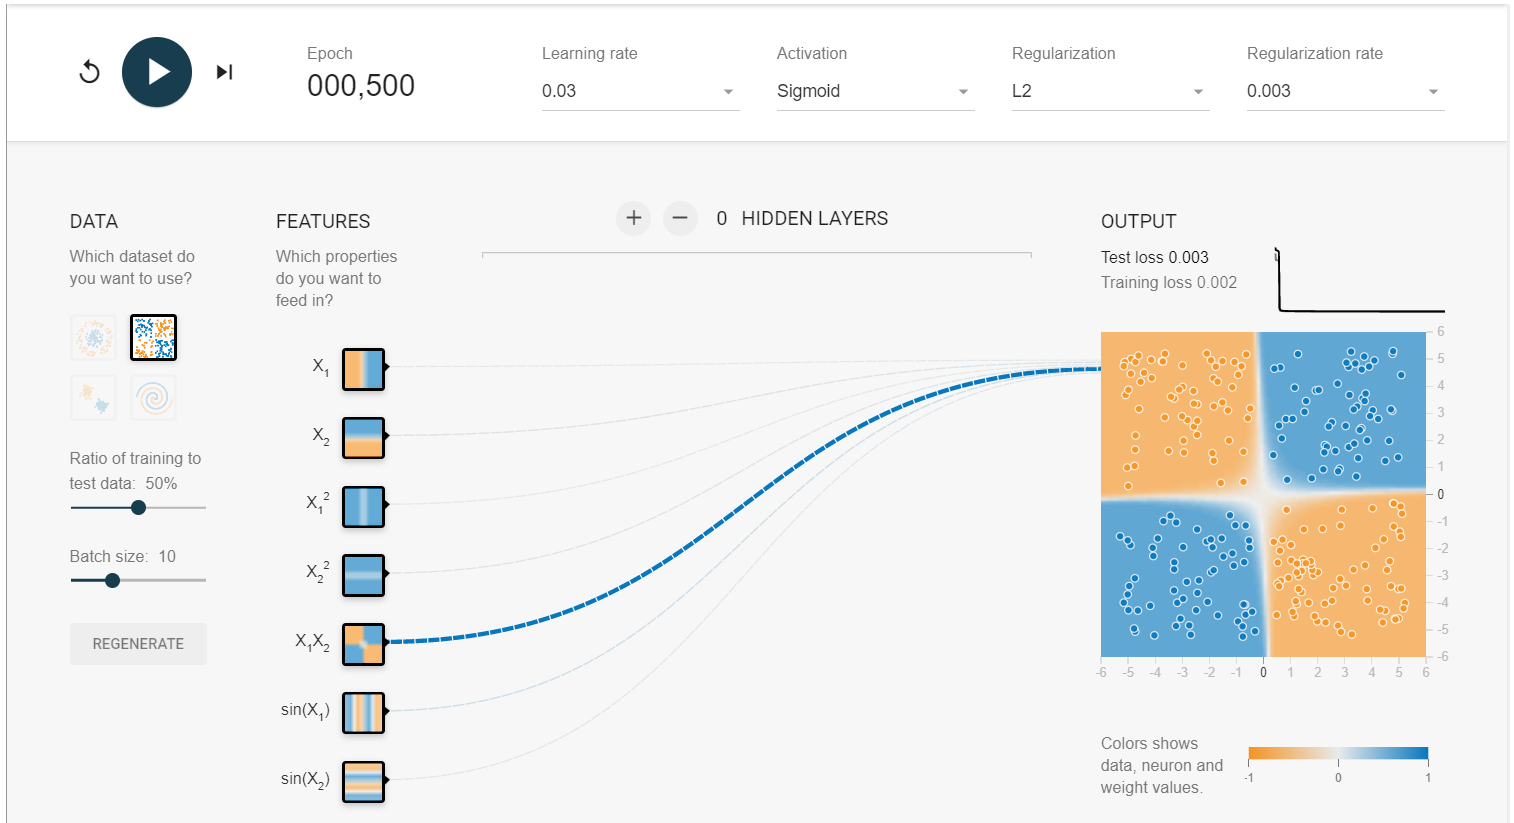 Epoch
000,500
Learning rate
0.03
Activation
Sigmoid
Regularization
L2
Regularization rate
0.003
DATA
Which dataset do
you want to use?
Ratio of training to
test data: 50%
Batch size: 10
REGENERATE
FEATURES
Which properties
do you want to
feed in?
X₁
X₂
X₁²
X₂²
X₁X₂
sin(X₁)
sin(X₂)
+ − 0 HIDDEN LAYERS
OUTPUT
Test loss 0.003
Training loss 0.002
6
5
4
3
2
1
0
-1
-2
-3
-4
-5
-6
-6 -5 -4 -3 -2 -1 0 1 2 3 4 5 6
Colors shows
data, neuron and
weight values.
-1 0 1